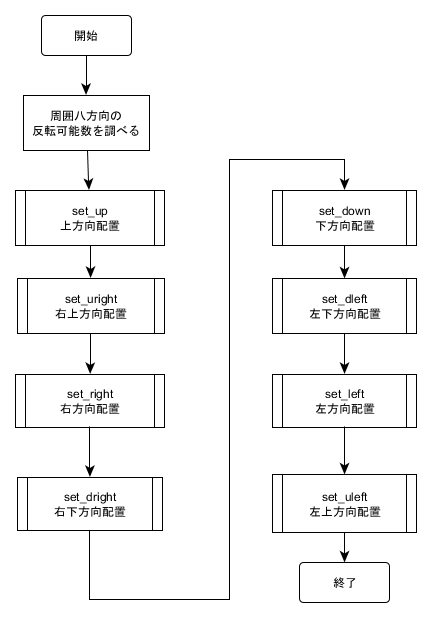 開始
周囲八方向の
反転可能数を調べる
set_up
上方向配置
set_uright
右上方向配置
set_right
右方向配置
set_dright
右下方向配置
set_down
下方向配置
set_dleft
左下方向配置
set_left
左方向配置
set_uleft
左上方向配置
終了